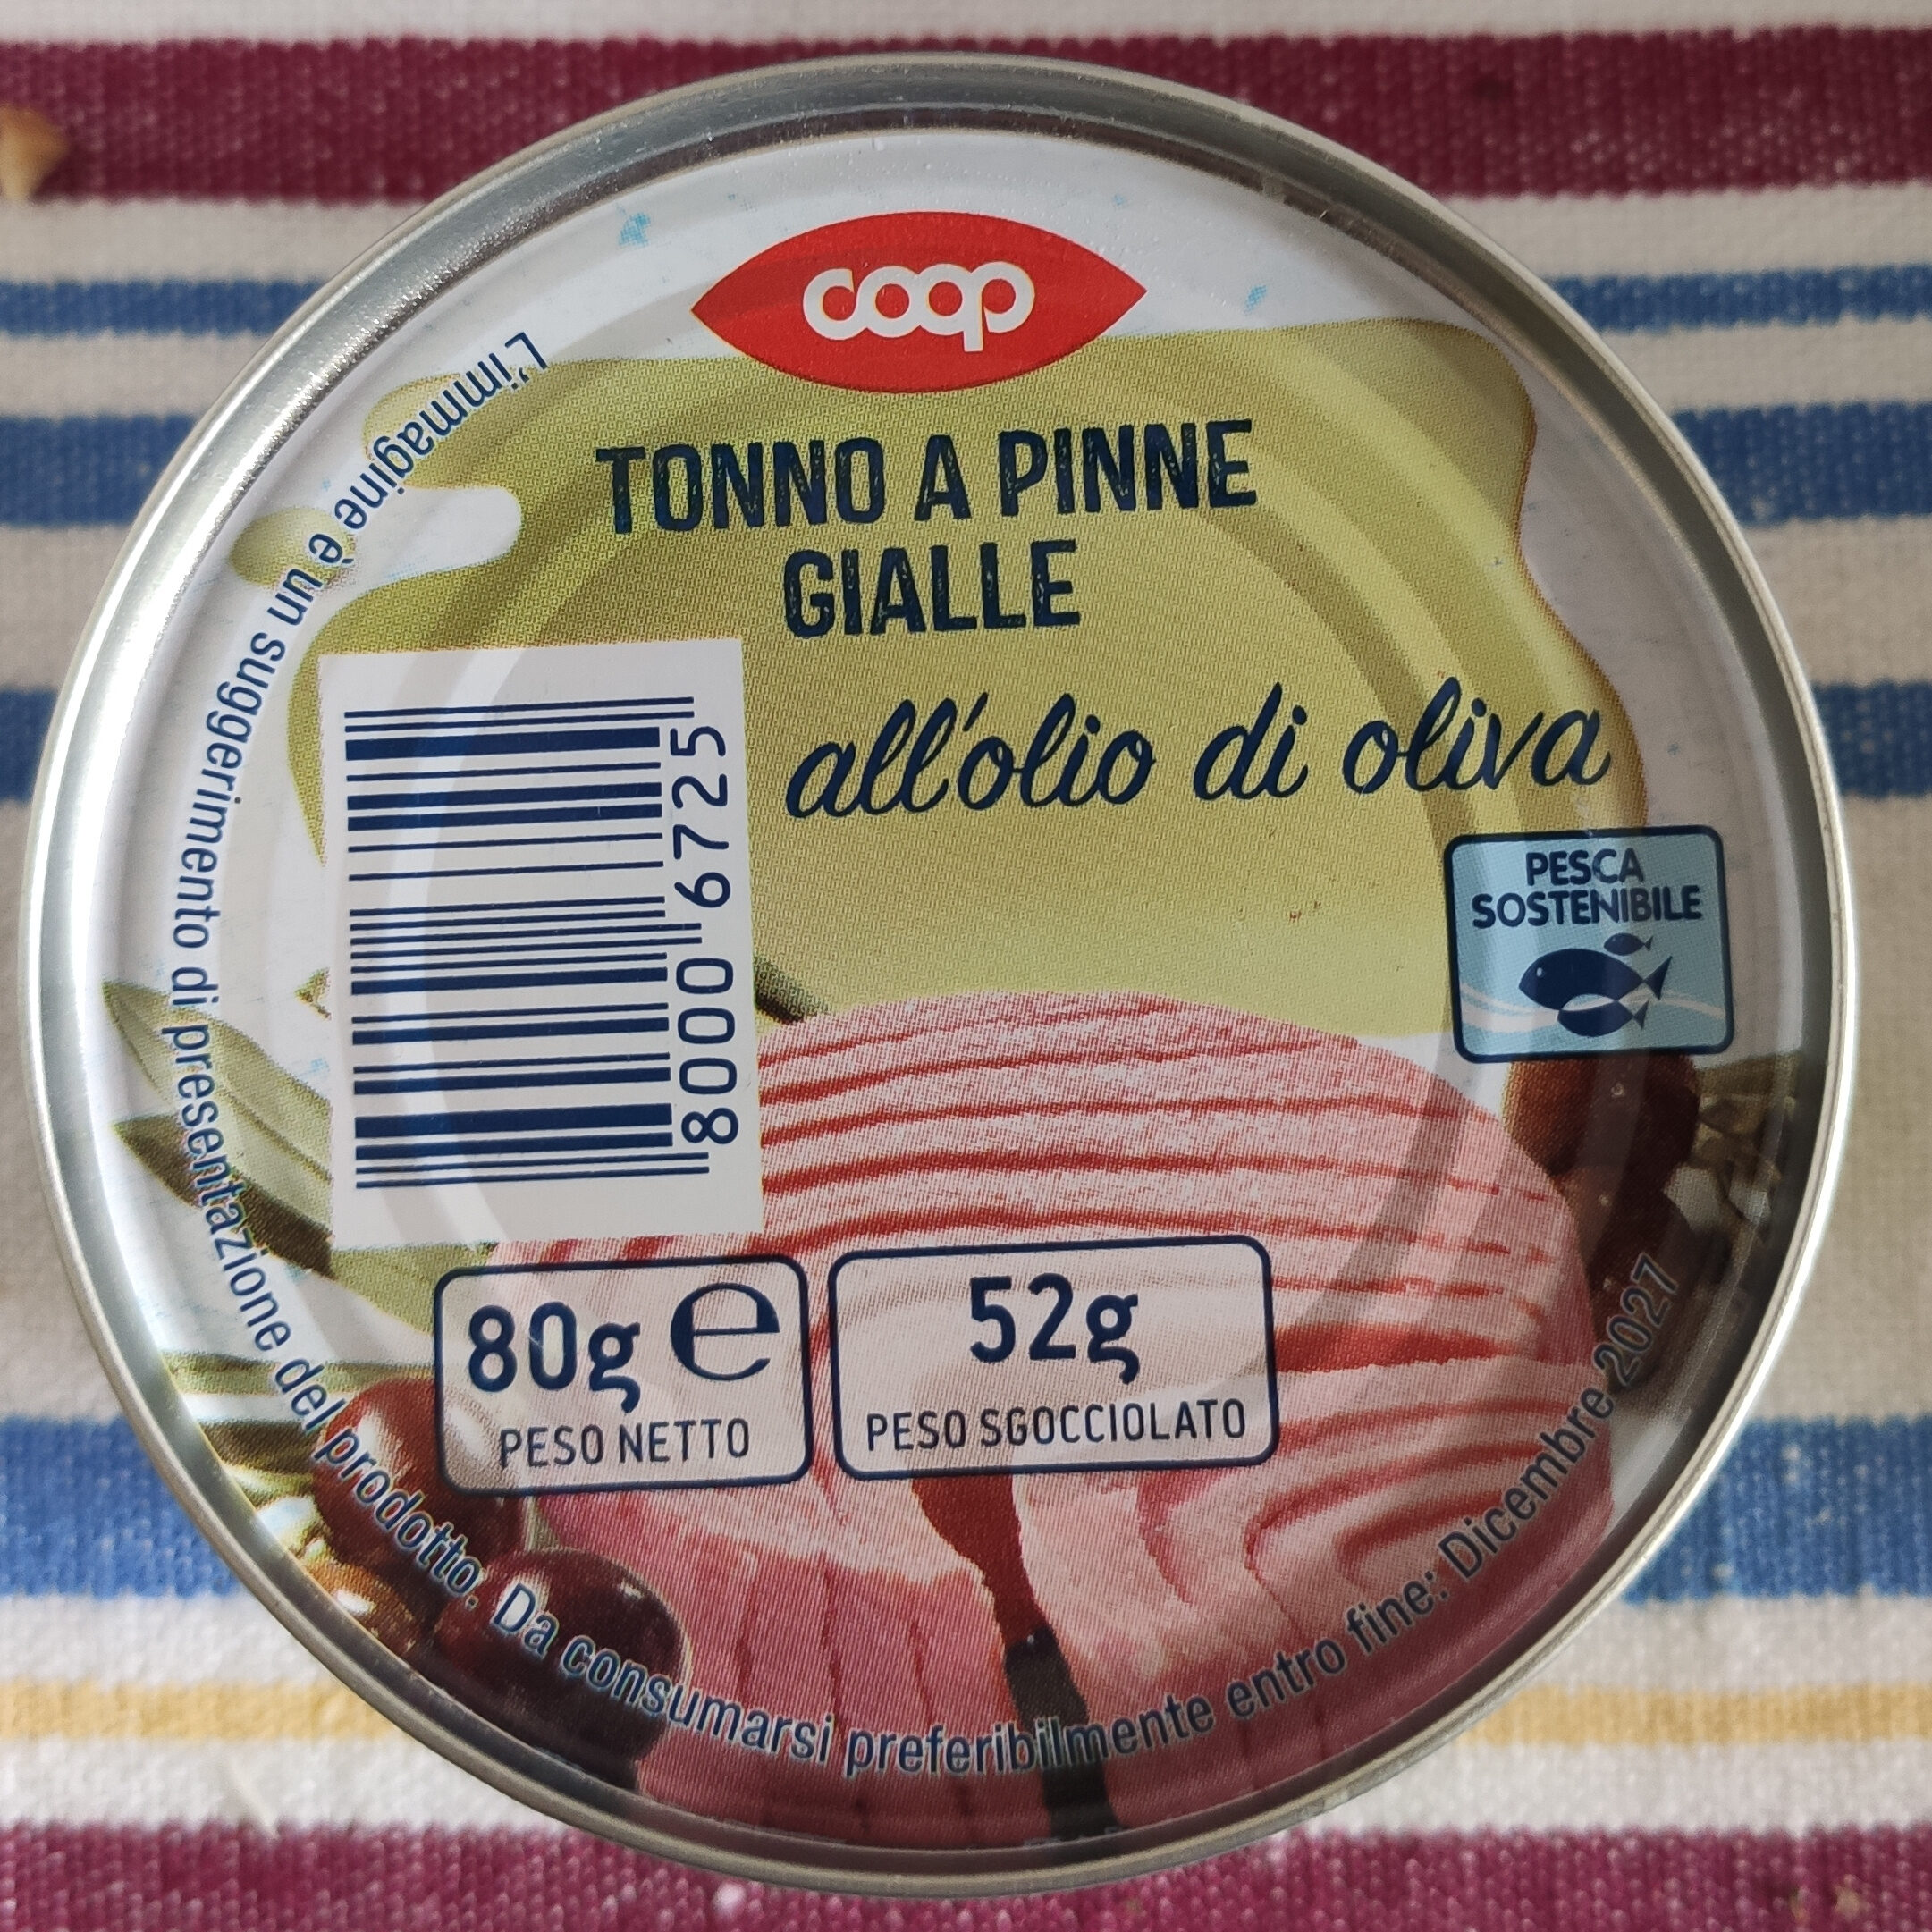 coop
TONNO A PINNE
GIALLE
all'olio di oliva
PESCA
SOSTENIBILE
8000 6725
80g e
PESO NETTO
52g
PESO SGOCCIOLATO
L'immagine è un suggerimento di presentazione del prodotto. Da consumarsi preferibilmente entro fine: Dicembre 2027